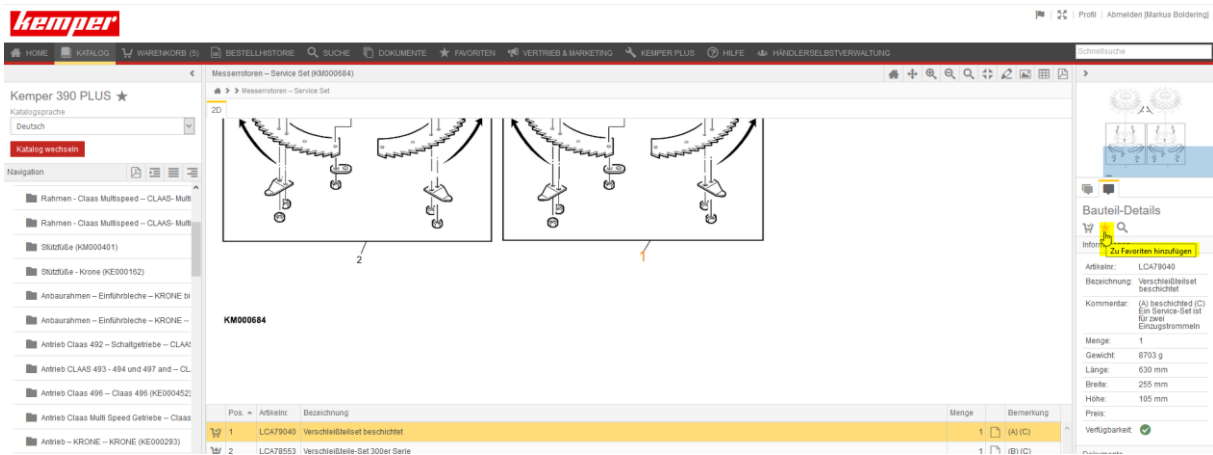 kemper
Profil | Abmelden [Markus Boldering]
HOME KATALOG WARENKORB (5) BESTELLHISTORIE SUCHE DOKUMENTE FAVORITEN VERTRIEB & MARKETING KEMPER PLUS HILFE HÄNDLERSELBSTVERWALTUNG
Schnellsuche
Kemper 390 PLUS
Katalogsprache
Deutsch
Katalog wechseln
Navigation
Rahmen - Claas Multispeed – CLAAS- Multi
Rahmen - Claas Multispeed – CLAAS- Multi
Stützfüße (KM000401)
Stützfüße - Krone (KE000162)
Anbaurahmen – Einführbleche – KRONE bi
Anbaurahmen – Einführbleche – KRONE –
Antrieb Claas 492 – Schaltgetriebe – CLAAS
Antrieb CLAAS 493 - 494 und 497 and – CL
Antrieb Claas 496 – Claas 496 (KE000452)
Antrieb Claas Multi Speed Getriebe – Claas
Antrieb – KRONE – KRONE (KE000293)
Messerrotoren – Service Set (KM000684)
Messerrotoren – Service Set
2D
2
1
KM000684
Pos. Artikelnr. Bezeichnung Menge Bemerkung
1 LCA79040 Verschleißteilset beschichtet 1 (A) (C)
2 LCA78553 Verschleißteile-Set 300er Serie 1 (B) (C)
Bauteil-Details
Zu Favoriten hinzufügen
Artikelnr.: LCA79040
Bezeichnung: Verschleißteilset
beschichtet
Kommentar: (A) beschichted (C)
Ein Service-Set ist
für zwei
Einzugstrommeln
Menge: 1
Gewicht: 8703 g
Länge: 630 mm
Breite: 255 mm
Höhe: 105 mm
Preis:
Verfügbarkeit:
Dokumente